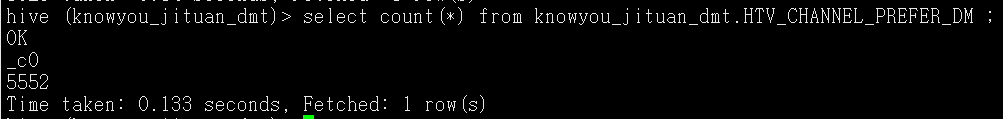 hive (knowyou_jituan_dmt)> select count(*) from knowyou_jituan_dmt.HTV_CHANNEL_PREFER_DM ;
OK
_c0
5552
Time taken: 0.133 seconds, Fetched: 1 row(s)